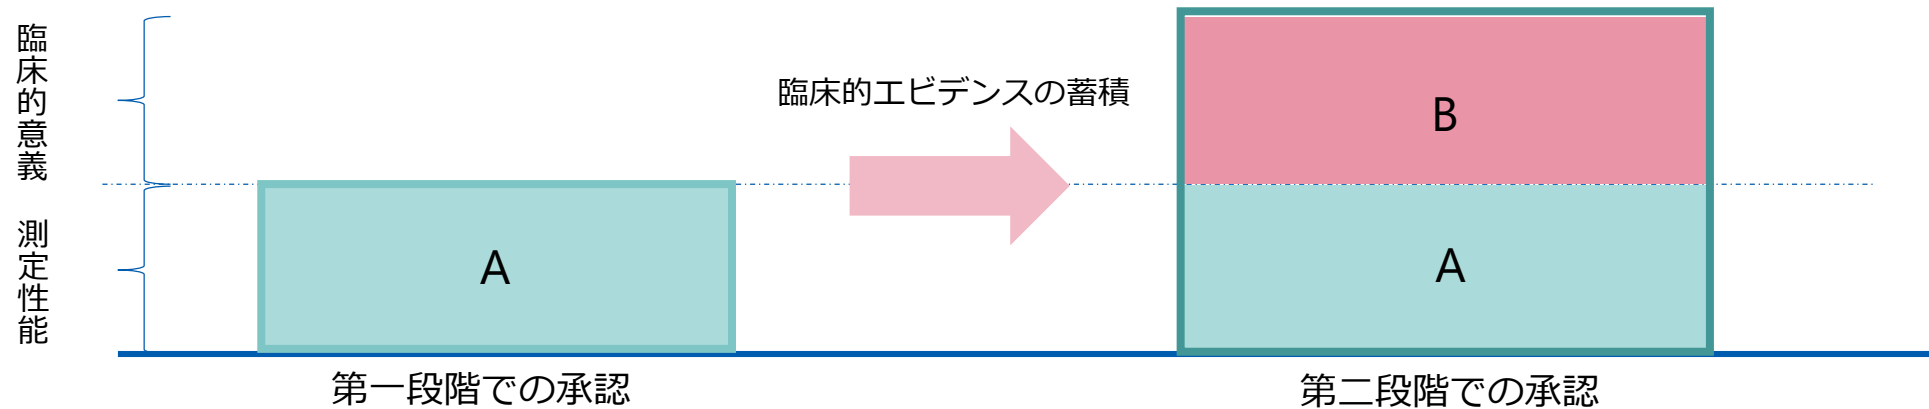 臨床的意義
測定性能
A
第一段階での承認
臨床的エビデンスの蓄積
B
A
第二段階での承認